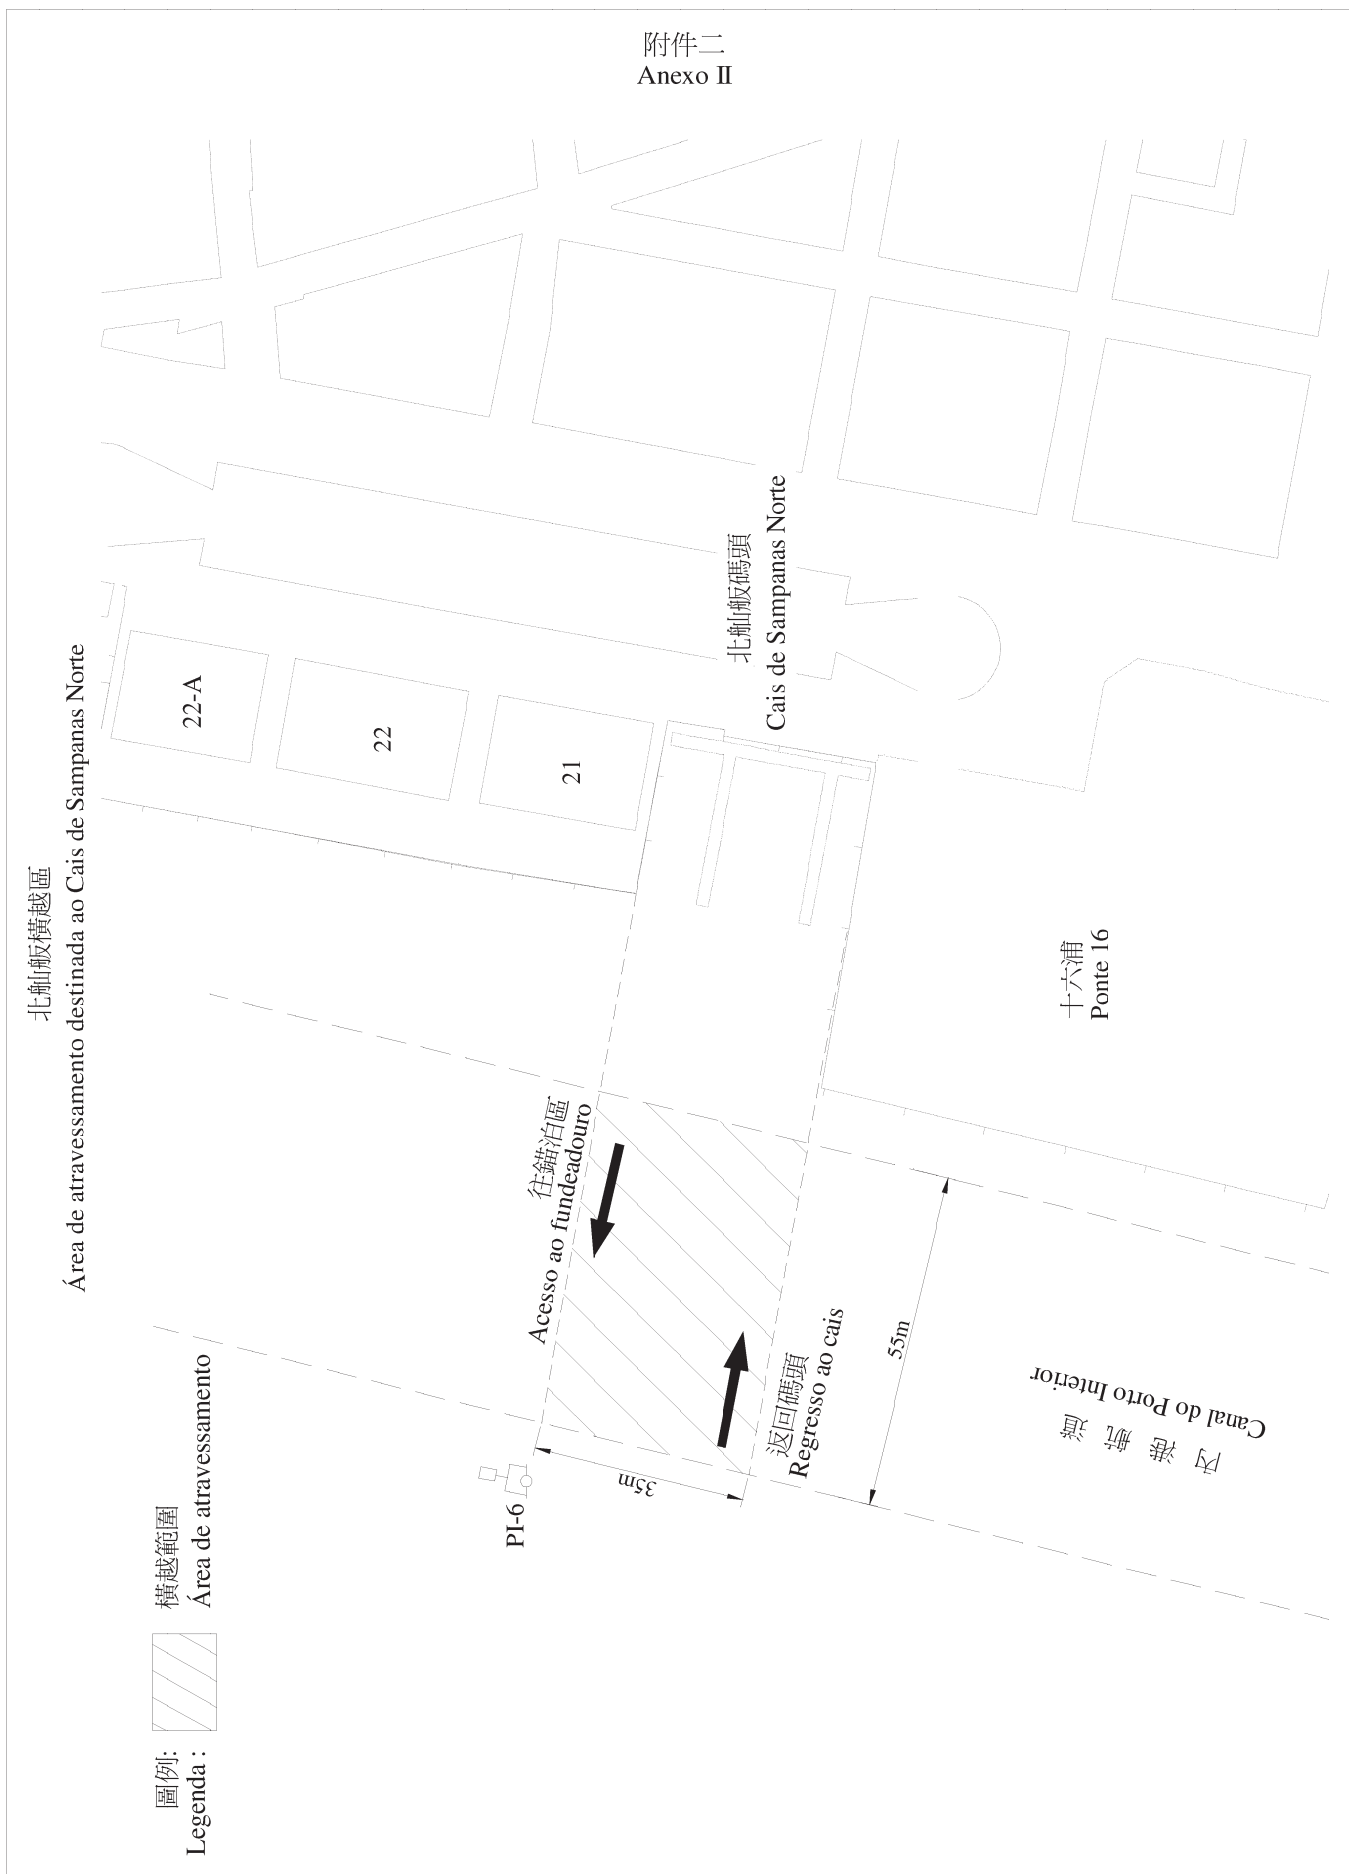 附件二
Anexo II
北舢舨橫越區
Área de atravessamento destinada ao Cais de Sampanas Norte
22-A
22
21
北舢舨碼頭
Cais de Sampanas Norte
十六浦
Ponte 16
往錨泊區
Acesso ao fundeadouro
返回碼頭
Regresso ao cais
35m
55m
PI-6
內港航道
Canal do Porto Interior
圖例:
Legenda :
橫越範圍
Área de atravessamento